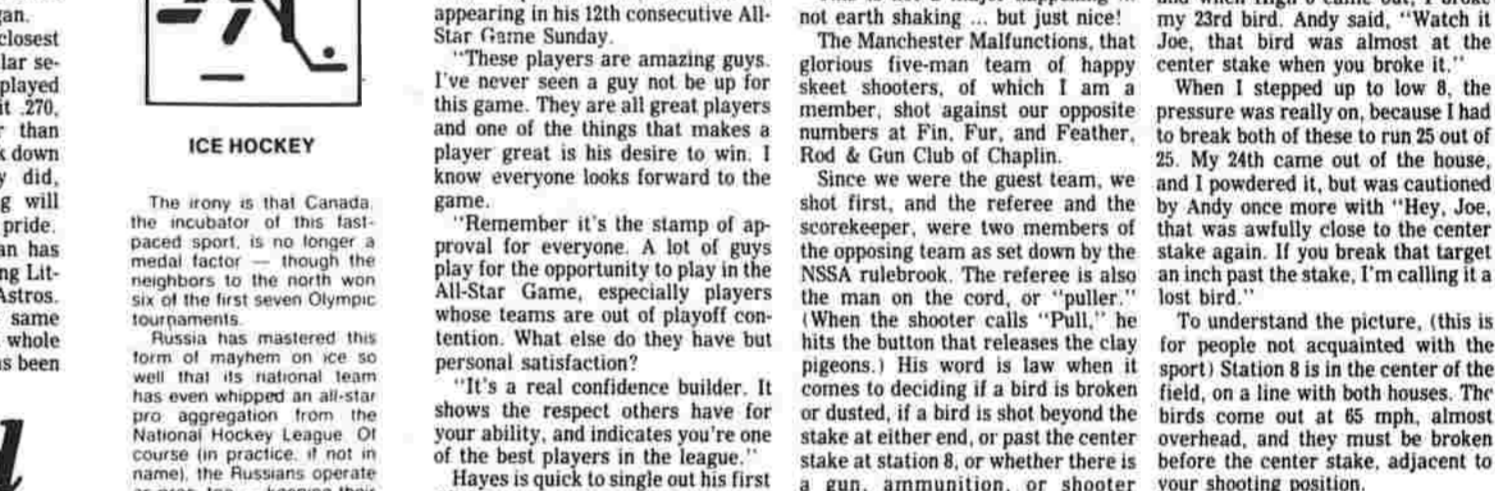 gan.
closest
lar se-
played
it .270,
r than
k down
y did,
g will
pride.
an has
ng Lit-
Astros.
same
whole
as been
ICE HOCKEY
The irony is that Canada,
the incubator of this fast-
paced sport, is no longer a
medal factor — though the
neighbors to the north won
six of the first seven Olympic
tournaments.
Russia has mastered this
form of mayhem on ice so
well that its national team
has even whipped an all-star
pro aggregation from the
National Hockey League. Of
course (in practice, if not in
name), the Russians operate
appearing in his 12th consecutive All-
Star Game Sunday.
"These players are amazing guys.
I've never seen a guy not be up for
this game. They are all great players
and one of the things that makes a
player great is his desire to win. I
know everyone looks forward to the
game.
"Remember it's the stamp of ap-
proval for everyone. A lot of guys
play for the opportunity to play in the
All-Star Game, especially players
whose teams are out of playoff con-
tention. What else do they have but
personal satisfaction?
"It's a real confidence builder. It
shows the respect others have for
your ability, and indicates you're one
of the best players in the league."
Hayes is quick to single out his first
not earth shaking ... but just nice!
The Manchester Malfunctions, that
glorious five-man team of happy
skeet shooters, of which I am a
member, shot against our opposite
numbers at Fin, Fur, and Feather,
Rod & Gun Club of Chaplin.
Since we were the guest team, we
shot first, and the referee and the
scorekeeper, were two members of
the opposing team as set down by the
NSSA rulebrook. The referee is also
the man on the cord, or "puller."
(When the shooter calls "Pull," he
hits the button that releases the clay
pigeons.) His word is law when it
comes to deciding if a bird is broken
or dusted, if a bird is shot beyond the
stake at either end, or past the center
stake at station 8, or whether there is
a gun, ammunition, or shooter
my 23rd bird. Andy said, "Watch it
Joe, that bird was almost at the
center stake when you broke it."
When I stepped up to low 8, the
pressure was really on, because I had
to break both of these to run 25 out of
25. My 24th came out of the house,
and I powdered it, but was cautioned
by Andy once more with "Hey, Joe,
that was awfully close to the center
stake again. If you break that target
an inch past the stake, I'm calling it a
lost bird."
To understand the picture, (this is
for people not acquainted with the
sport) Station 8 is in the center of the
field, on a line with both houses. The
birds come out at 65 mph, almost
overhead, and they must be broken
before the center stake, adjacent to
your shooting position.